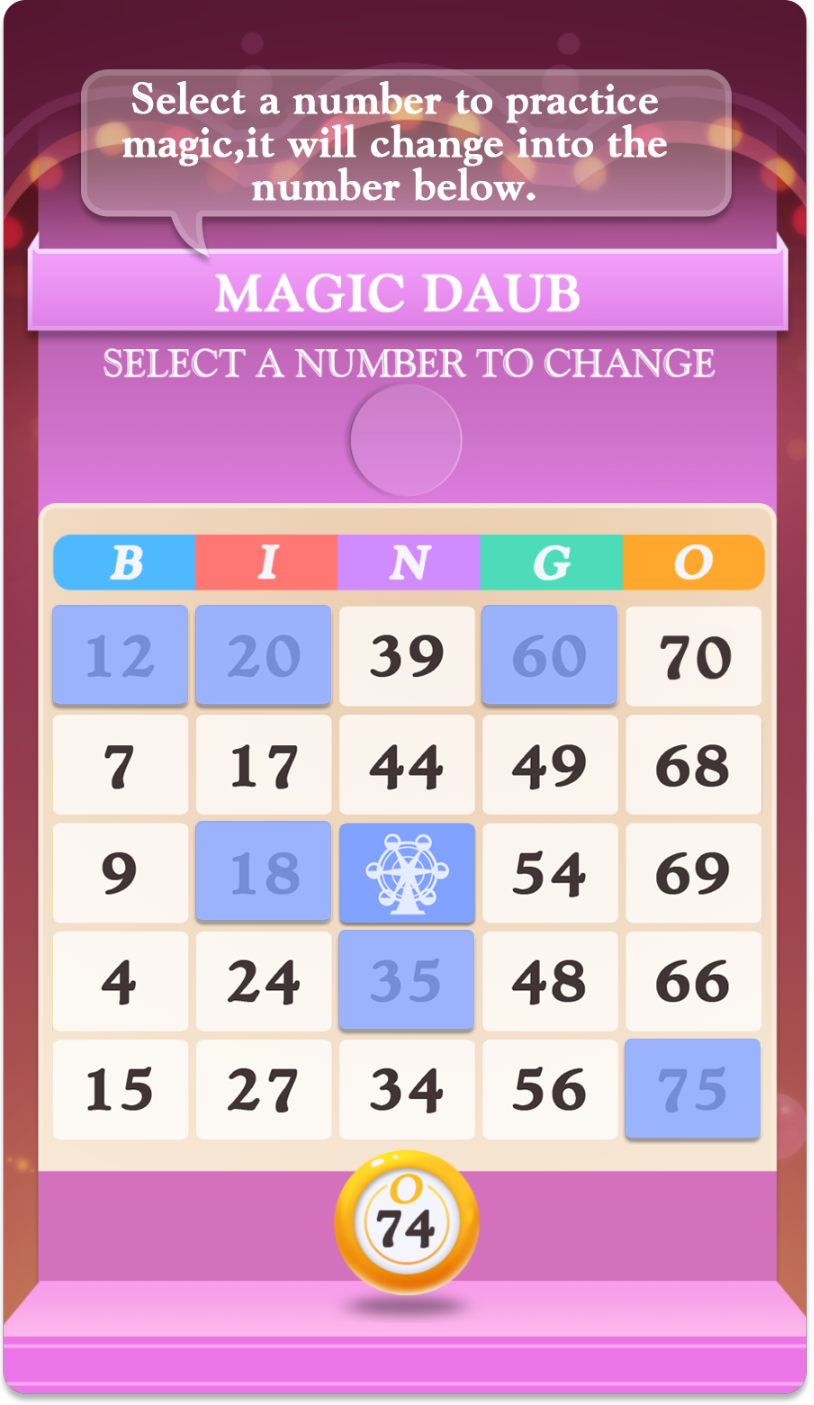 Select a number to practice
magic,it will change into the
number below.
MAGIC DAUB
SELECT A NUMBER TO CHANGE
B I N G O
12 20 39 60 70
7 17 44 49 68
9 18 54 69
4 24 35 48 66
15 27 34 56 75
O
74